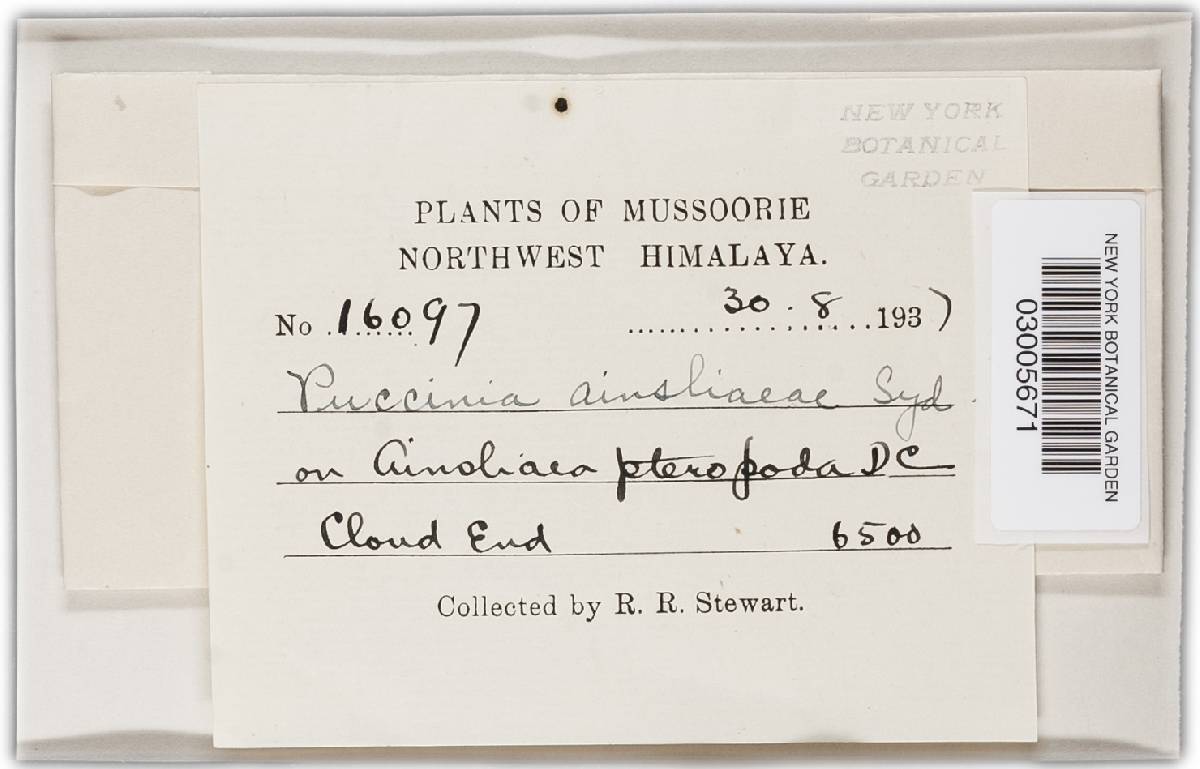 NEW YORK
BOTANICAL
GARDEN
PLANTS OF MUSSOORIE
NORTHWEST HIMALAYA.
No 16097 30.8 1937
Puccinia ainsliaeae Syd.
on Ainsliaea pteropoda DC
Cloud End 6500
Collected by R. R. Stewart.
NEW YORK BOTANICAL GARDEN
03005671